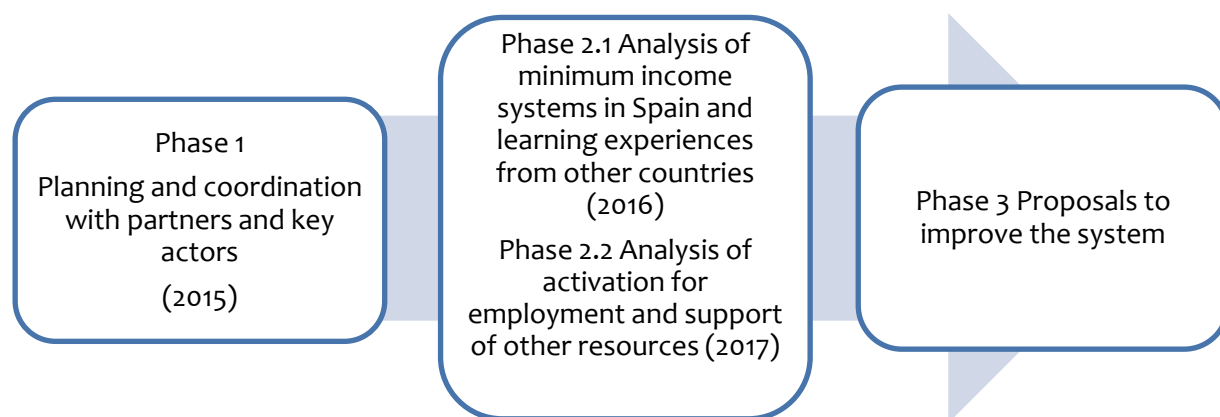 Phase 1
Planning and coordination
with partners and key
actors
(2015)
Phase 2.1 Analysis of
minimum income
systems in Spain and
learning experiences
from other countries
(2016)
Phase 2.2 Analysis of
activation for
employment and support
of other resources (2017)
Phase 3 Proposals to
improve the system